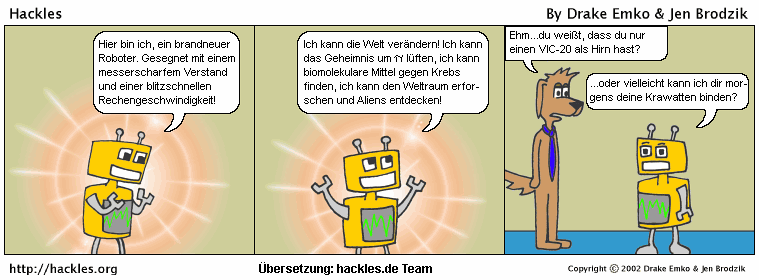 Hackles
By Drake Emko & Jen Brodzik
Hier bin ich, ein brandneuer
Roboter. Gesegnet mit einem
messerscharfem Verstand
und einer blitzschnellen
Rechengeschwindigkeit!
Ich kann die Welt verändern! Ich kann
das Geheimnis um π lüften, ich kann
biomolekulare Mittel gegen Krebs
finden, ich kann den Weltraum erfor-
schen und Aliens entdecken!
Ehm...du weißt, dass du nur
einen VIC-20 als Hirn hast?
...oder vielleicht kann ich dir mor-
gens deine Krawatten binden?
http://hackles.org
Übersetzung: hackles.de Team
Copyright © 2002 Drake Emko & Jen Brodzik